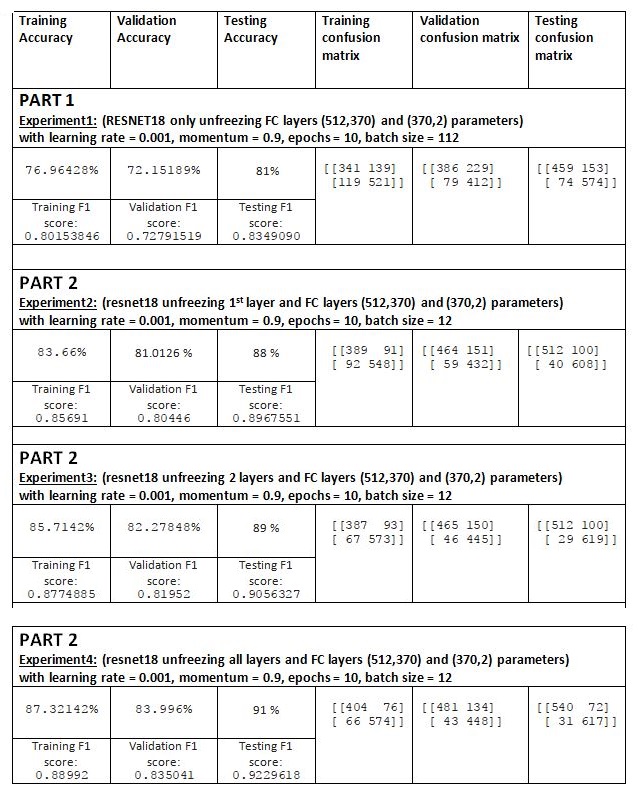 Training Accuracy Validation Accuracy Testing Accuracy Training confusion matrix Validation confusion matrix Testing confusion matrix
PART 1
Experiment1: (RESNET18 only unfreezing FC layers (512,370) and (370,2) parameters)
with learning rate = 0.001, momentum = 0.9, epochs = 10, batch size = 112
76.96428% 72.15189% 81% [[341 139] [[386 229] [[459 153]
[119 521]] [ 79 412]] [ 74 574]]
Training F1 Validation F1 Testing F1
score: score: score:
0.80153846 0.72791519 0.8349090
PART 2
Experiment2: (resnet18 unfreezing 1st layer and FC layers (512,370) and (370,2) parameters)
with learning rate = 0.001, momentum = 0.9, epochs = 10, batch size = 12
83.66% 81.0126 % 88 % [[389 91] [[464 151] [[512 100]
[ 92 548]] [ 59 432]] [ 40 608]]
Training F1 Validation F1 Testing F1
score: score: score:
0.85691 0.80446 0.8967551
PART 2
Experiment3: (resnet18 unfreezing 2 layers and FC layers (512,370) and (370,2) parameters)
with learning rate = 0.001, momentum = 0.9, epochs = 10, batch size = 12
85.7142% 82.27848% 89 % [[387 93] [[465 150] [[512 100]
[ 67 573]] [ 46 445]] [ 29 619]]
Training F1 Validation F1 Testing F1
score: score: score:
0.8774885 0.81952 0.9056327
PART 2
Experiment4: (resnet18 unfreezing all layers and FC layers (512,370) and (370,2) parameters)
with learning rate = 0.001, momentum = 0.9, epochs = 10, batch size = 12
87.32142% 83.996% 91 % [[404 76] [[481 134] [[540 72]
[ 66 574]] [ 43 448]] [ 31 617]]
Training F1 Validation F1 Testing F1
score: score: score:
0.88992 0.835041 0.9229618